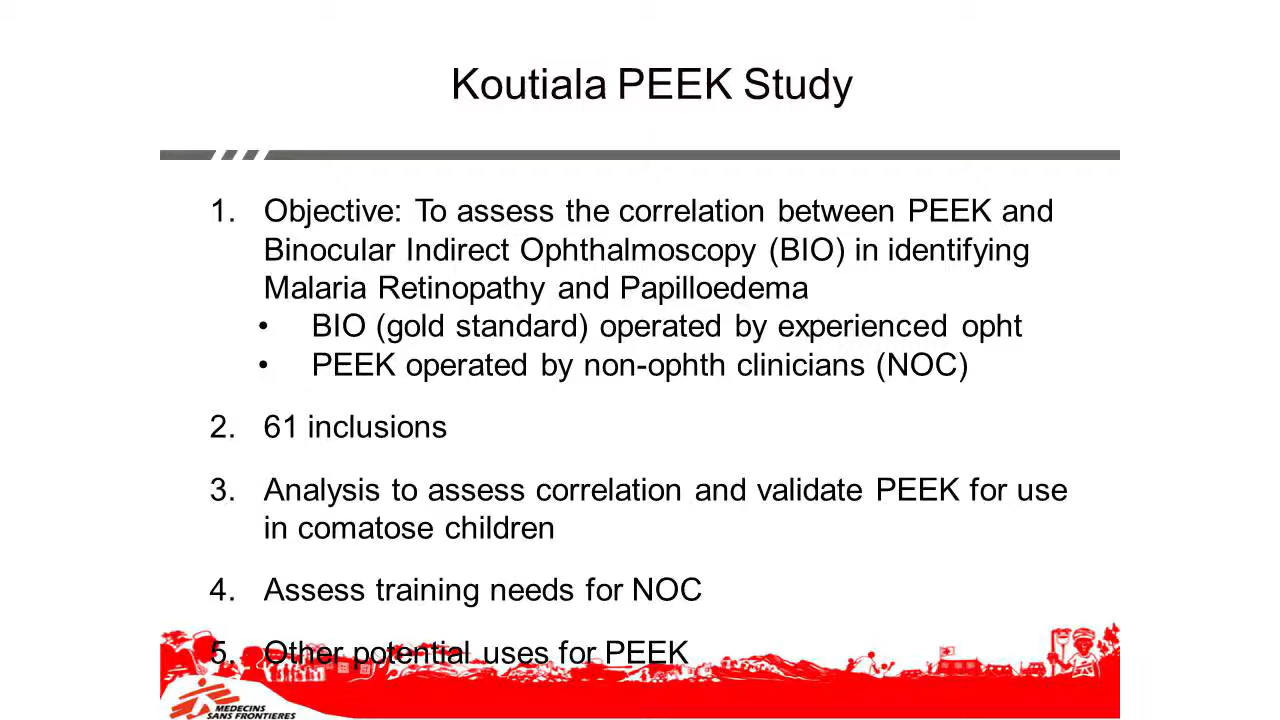 Koutiala PEEK Study
1. Objective: To assess the correlation between PEEK and
Binocular Indirect Ophthalmoscopy (BIO) in identifying
Malaria Retinopathy and Papilloedema
• BIO (gold standard) operated by experienced opht
• PEEK operated by non-ophth clinicians (NOC)
2. 61 inclusions
3. Analysis to assess correlation and validate PEEK for use
in comatose children
4. Assess training needs for NOC
5. Other potential uses for PEEK
MEDECINS
SANS FRONTIERES